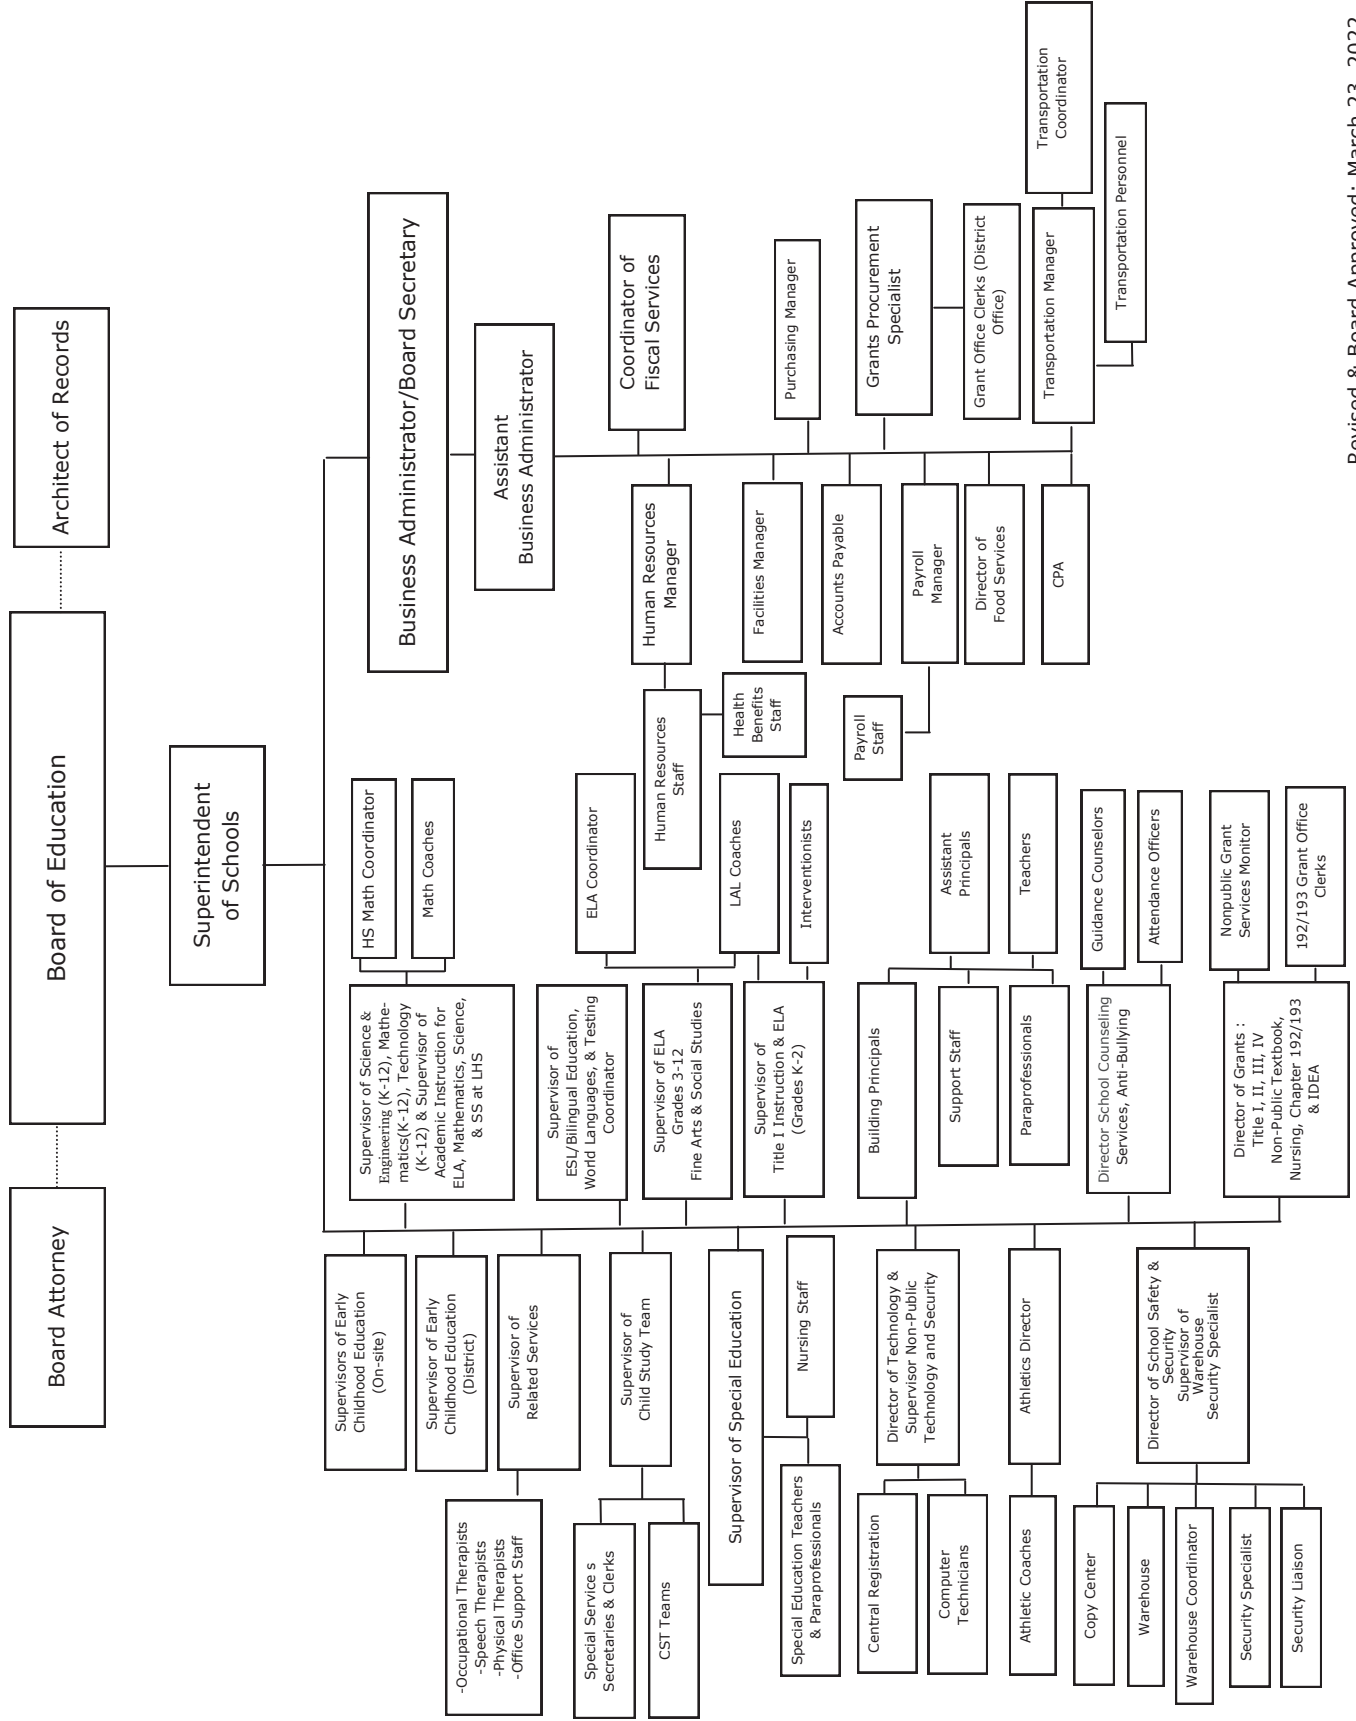 Board Attorney
Board of Education
Architect of Records
Superintendent
of Schools
Business Administrator/Board Secretary
Assistant
Business Administrator
Supervisors of Early
Childhood Education
(On-site)
Supervisor of Early
Childhood Education
(District)
Supervisor of
Related Services
-Occupational Therapists
-Speech Therapists
-Physical Therapists
-Office Support Staff
Supervisor of
Child Study Team
Special Service s
Secretaries & Clerks
CST Teams
Supervisor of Special Education
Nursing Staff
Special Education Teachers
& Paraprofessionals
Director of Technology &
Supervisor Non-Public
Technology and Security
Central Registration
Computer
Technicians
Athletics Director
Athletic Coaches
Director of School Safety &
Security
Supervisor of
Warehouse
Security Specialist
Copy Center
Warehouse
Warehouse Coordinator
Security Specialist
Security Liaison
Supervisor of Science &
Engineering (K-12), Mathe-
matics(K-12), Technology
(K-12) & Supervisor of
Academic Instruction for
ELA, Mathematics, Science,
& SS at LHS
HS Math Coordinator
Math Coaches
Supervisor of
ESL/Bilingual Education,
World Languages, & Testing
Coordinator
Supervisor of ELA
Grades 3-12
Fine Arts & Social Studies
ELA Coordinator
LAL Coaches
Supervisor of
Title I Instruction & ELA
(Grades K-2)
Interventionists
Building Principals
Assistant
Principals
Teachers
Support Staff
Paraprofessionals
Director School Counseling
Services, Anti-Bullying
Guidance Counselors
Attendance Officers
Director of Grants :
Title I, II, III, IV
Non-Public Textbook,
Nursing, Chapter 192/193
& IDEA
Nonpublic Grant
Services Monitor
192/193 Grant Office
Clerks
Coordinator of
Fiscal Services
Human Resources
Manager
Human Resources
Staff
Health
Benefits
Staff
Purchasing Manager
Facilities Manager
Accounts Payable
Grants Procurement
Specialist
Grant Office Clerks (District
Office)
Payroll
Manager
Payroll
Staff
Director of
Food Services
Transportation Manager
Transportation
Coordinator
Transportation Personnel
CPA
Revised & Board Approved: March 23, 2022